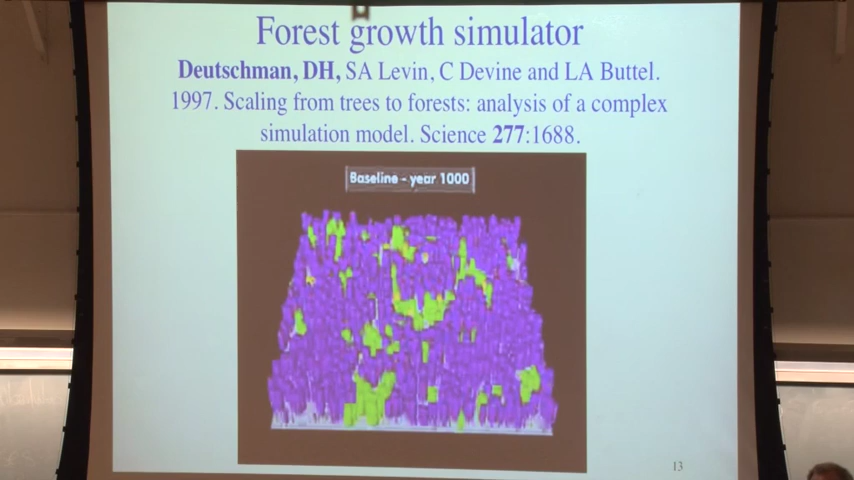 Forest growth simulator
Deutschman, DH, SA Levin, C Devine and LA Buttel.
1997. Scaling from trees to forests: analysis of a complex
simulation model. Science 277:1688.
Baseline - year 1000
13